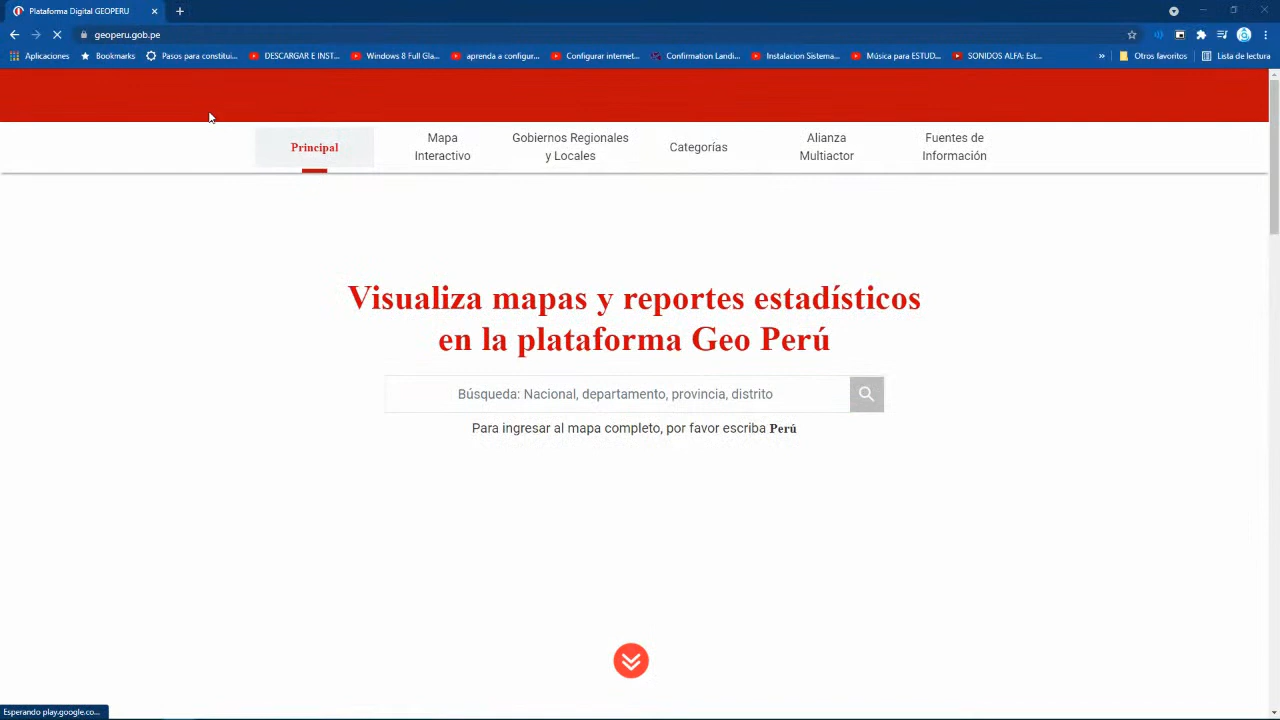 Plataforma Digital GEOPERU
geoperu.gob.pe
Aplicaciones
Bookmarks
Pasos para constitui...
DESCARGAR E INST...
Windows 8 Full Gla...
aprenda a configur...
Configurar internet...
Confirmation Landi...
Instalacion Sistema...
Música para ESTUD...
SONIDOS ALFA: Est...
»
Otros favoritos
Lista de lectura
Principal
Mapa
Interactivo
Gobiernos Regionales
y Locales
Categorías
Alianza
Multiactor
Fuentes de
Información
Visualiza mapas y reportes estadísticos
en la plataforma Geo Perú
Búsqueda: Nacional, departamento, provincia, distrito
Para ingresar al mapa completo, por favor escriba Perú
Esperando play.google.co...